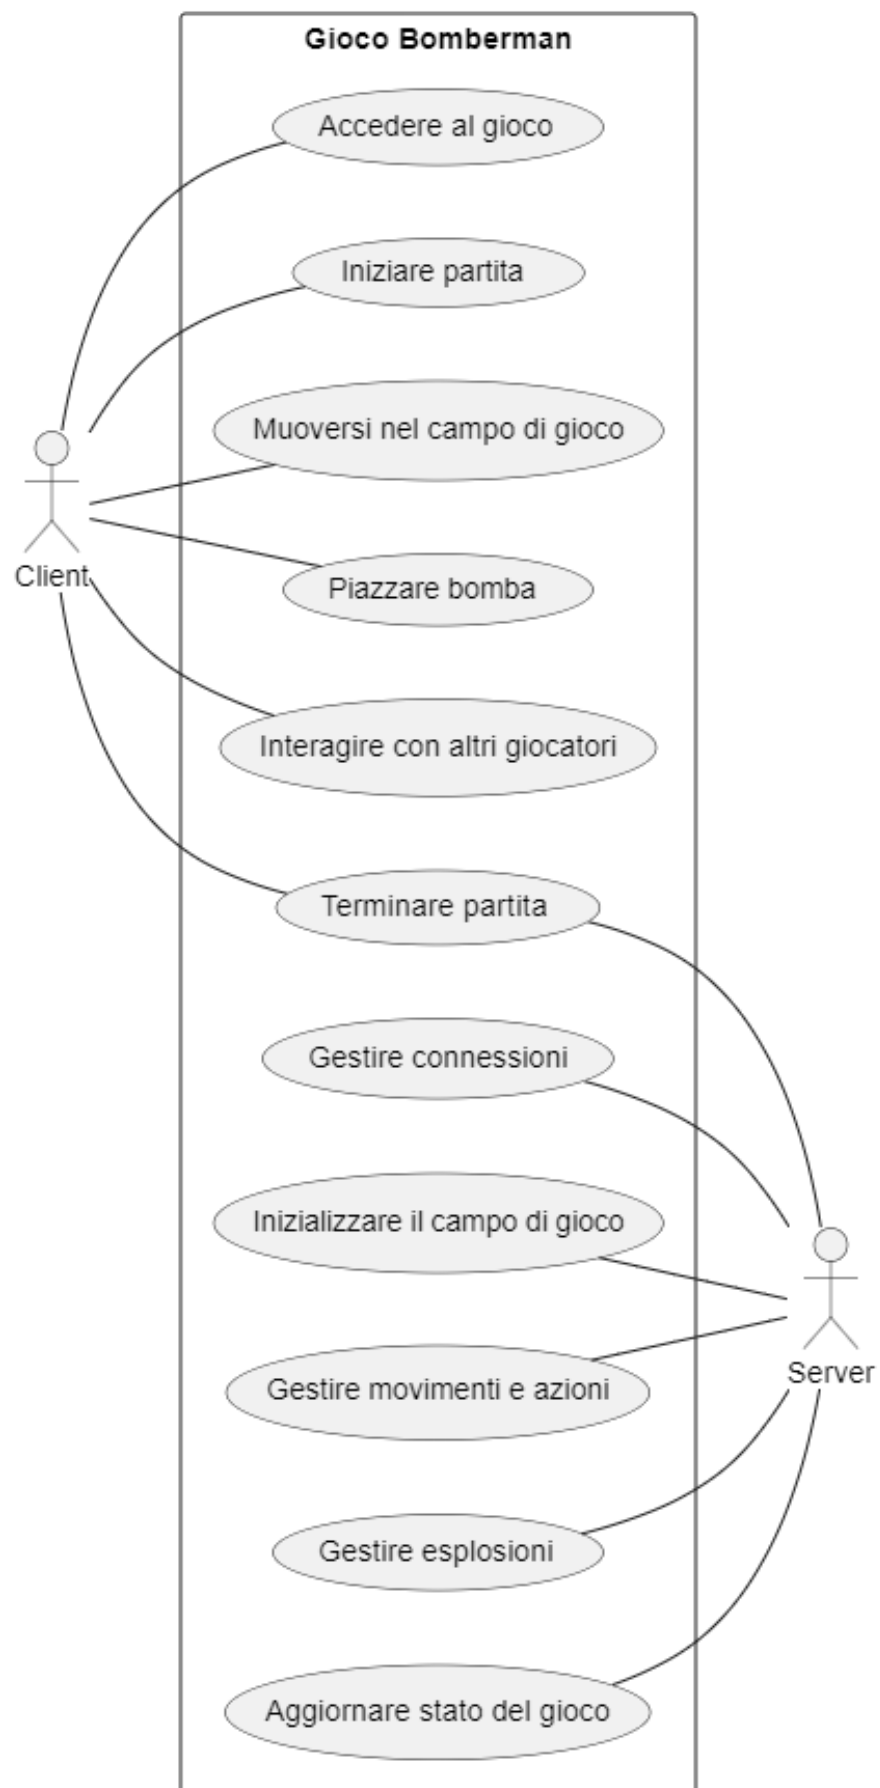 Gioco Bomberman
Accedere al gioco
Iniziare partita
Muoversi nel campo di gioco
Piazzare bomba
Client
Interagire con altri giocatori
Terminare partita
Gestire connessioni
Inizializzare il campo di gioco
Server
Gestire movimenti e azioni
Gestire esplosioni
Aggiornare stato del gioco